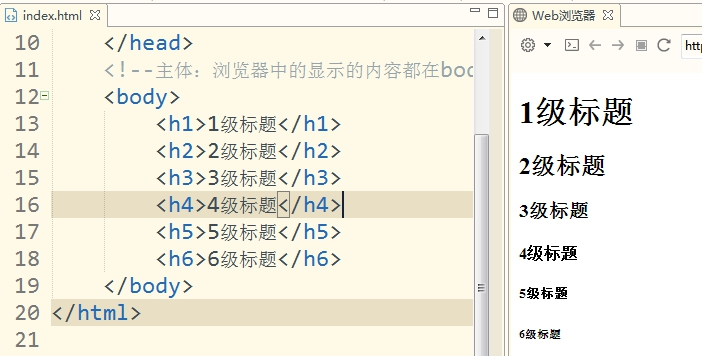 index.html
Web浏览器
10 </head>
11 <!--主体：浏览器中的显示的内容都在bod
12 <body>
13 <h1>1级标题</h1>
14 <h2>2级标题</h2>
15 <h3>3级标题</h3>
16 <h4>4级标题</h4>
17 <h5>5级标题</h5>
18 <h6>6级标题</h6>
19 </body>
20 </html>
21
1级标题
2级标题
3级标题
4级标题
5级标题
6级标题